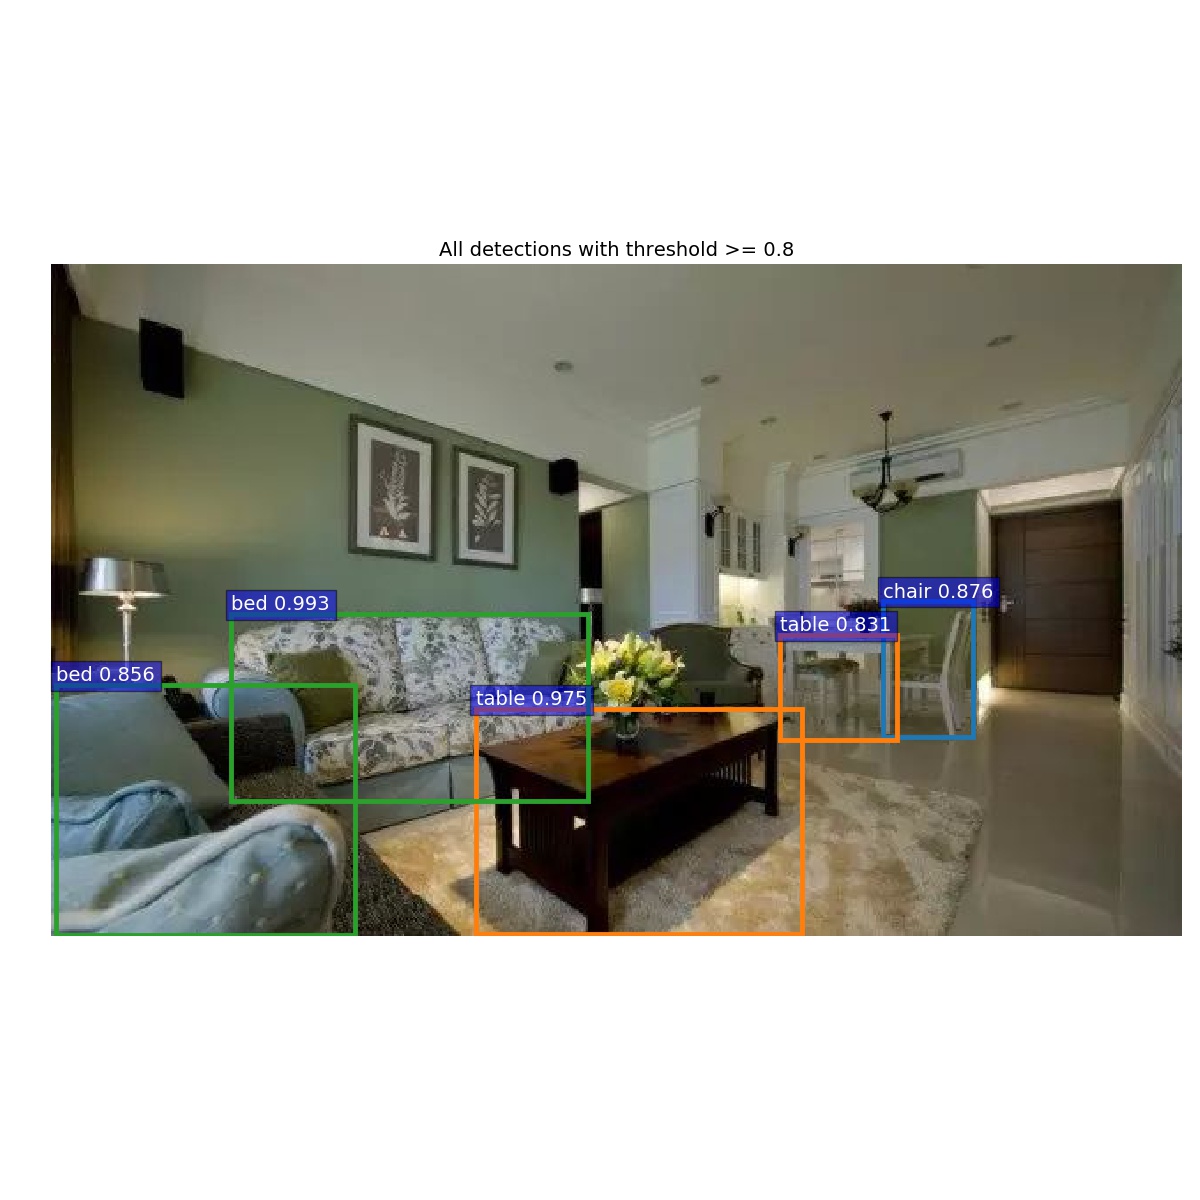 All detections with threshold >= 0.8
chair 0.876
bed 0.993
table 0.831
bed 0.856
table 0.975